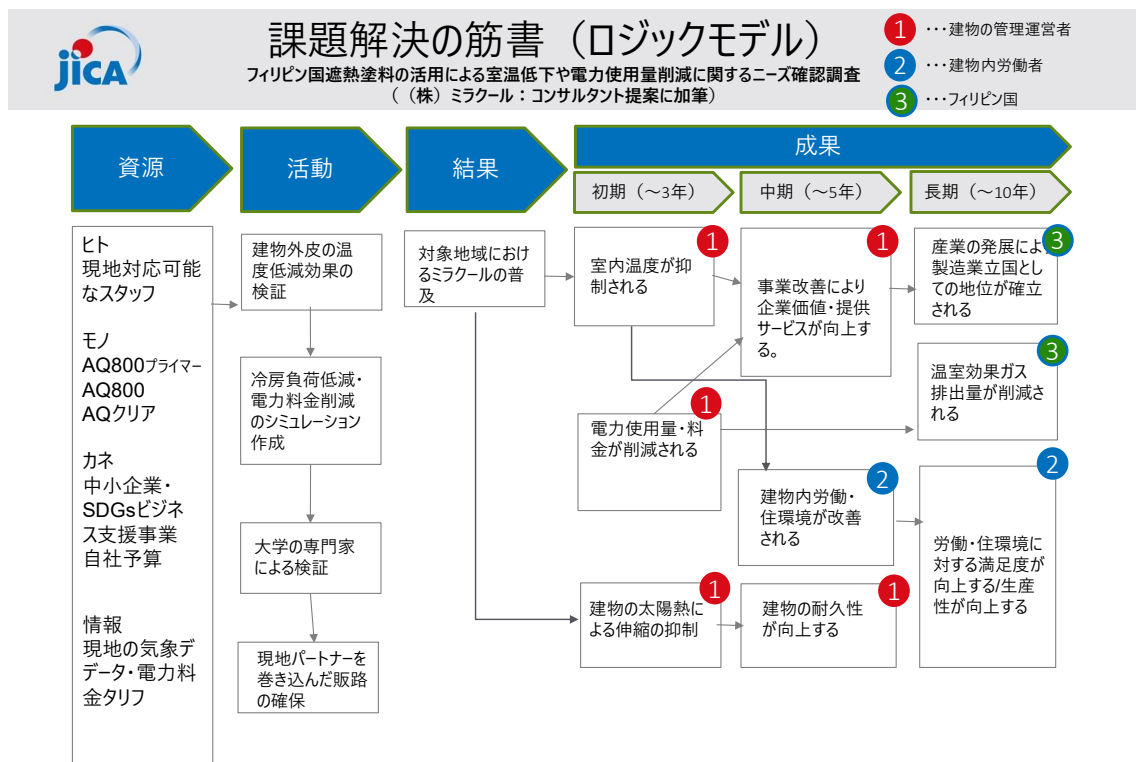 jICA
課題解決の筋書（ロジックモデル）
フィリピン国遮熱塗料の活用による室温低下や電力使用量削減に関するニーズ確認調査
（（株）ミラクール：コンサルタント提案に加筆）
1 ･･･建物の管理運営者
2 ･･･建物内労働者
3 ･･･フィリピン国
資源
活動
結果
成果
初期（～3年）
中期（～5年）
長期（～10年）
ヒト
現地対応可能
なスタッフ
モノ
AQ800プライマー
AQ800
AQクリア
カネ
中小企業・
SDGsビジネ
ス支援事業
自社予算
情報
現地の気象デ
データ・電力料
金タリフ
建物外皮の温
度低減効果の
検証
冷房負荷低減・
電力料金削減
のシミュレーション
作成
大学の専門家
による検証
現地パートナーを
巻き込んだ販路
の確保
対象地域におけ
るミラクールの普
及
1
室内温度が抑
制される
1
電力使用量・料
金が削減される
1
建物の太陽熱に
よる伸縮の抑制
1
事業改善により
企業価値・提供
サービスが向上す
る。
2
建物内労働・
住環境が改善
される
1
建物の耐久性
が向上する
3
産業の発展によ
製造業立国とし
ての地位が確立
される
3
温室効果ガス
排出量が削減さ
れる
2
労働・住環境に
対する満足度が
向上する/生産
性が向上する